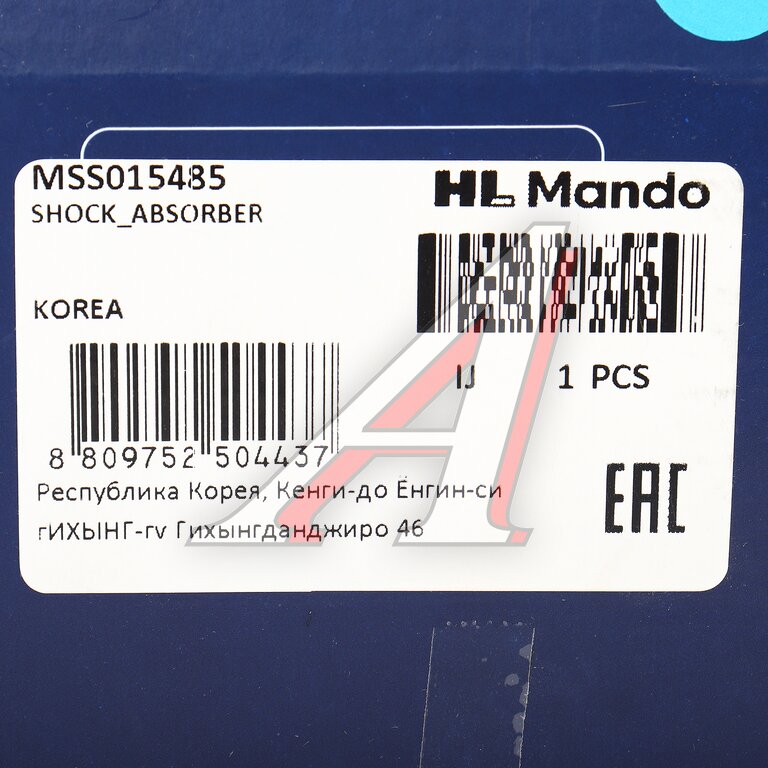 MSS015485
HL Mando
SHOCK_ABSORBER
KOREA
IJ 1 PCS
8 809752 504437
Республика Корея, Кенги-до Ёнгин-си
гИХЫНГ-гv Гихынгданджиро 46
EAC